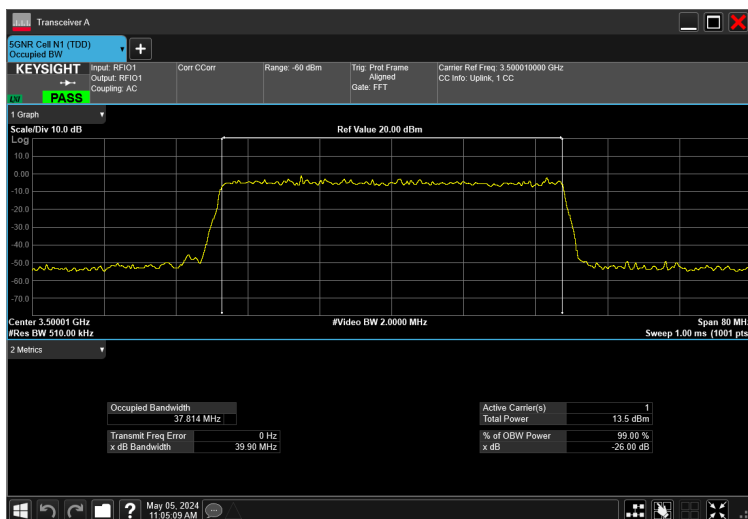 Transceiver A
5GNR Cell N1 (TDD)
Occupied BW
KEYSIGHT
LXI
PASS
Input: RFIO1
Output: RFIO1
Coupling: AC
Corr CCorr
Range: -60 dBm
Trig: Prot Frame
Aligned
Gate: FFT
Carrier Ref Freq: 3.500010000 GHz
CC Info: Uplink, 1 CC
1 Graph
Scale/Div 10.0 dB
Ref Value 20.00 dBm
Log
10.0
0.00
-10.0
-20.0
-30.0
-40.0
-50.0
-60.0
-70.0
Center 3.50001 GHz
#Video BW 2.0000 MHz
Span 80 MH
#Res BW 510.00 kHz
Sweep 1.00 ms (1001 pts
2 Metrics
Occupied Bandwidth
37.814 MHz
Transmit Freq Error 0 Hz
x dB Bandwidth 39.90 MHz
Active Carrier(s) 1
Total Power 13.5 dBm
% of OBW Power 99.00 %
x dB -26.00 dB
?
May 05, 2024
11:05:09 AM